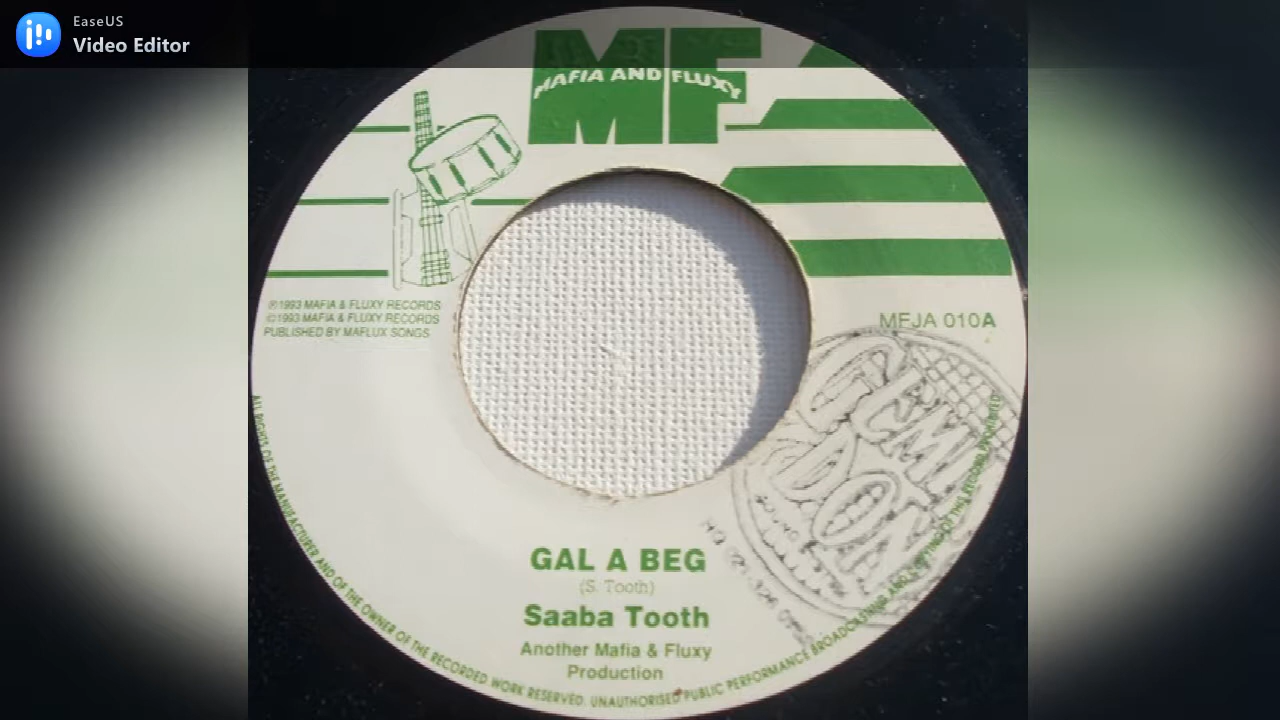 EaseUS
Video Editor
MF
MAFIA AND FLUXY
℗1993 MAFIA & FLUXY RECORDS
©1993 MAFIA & FLUXY RECORDS
PUBLISHED BY MAFLUX SONGS
MFJA 010A
GEMI
DON
GAL A BEG
(S. Tooth)
Saaba Tooth
Another Mafia & Fluxy
Production
ALL RIGHTS OF THE MANUFACTURER AND OF THE OWNER OF THE RECORDED WORK RESERVED. UNAUTHORISED PUBLIC PERFORMANCE BROADCASTING AND COPYING OF THIS RECORD PROHIBITED